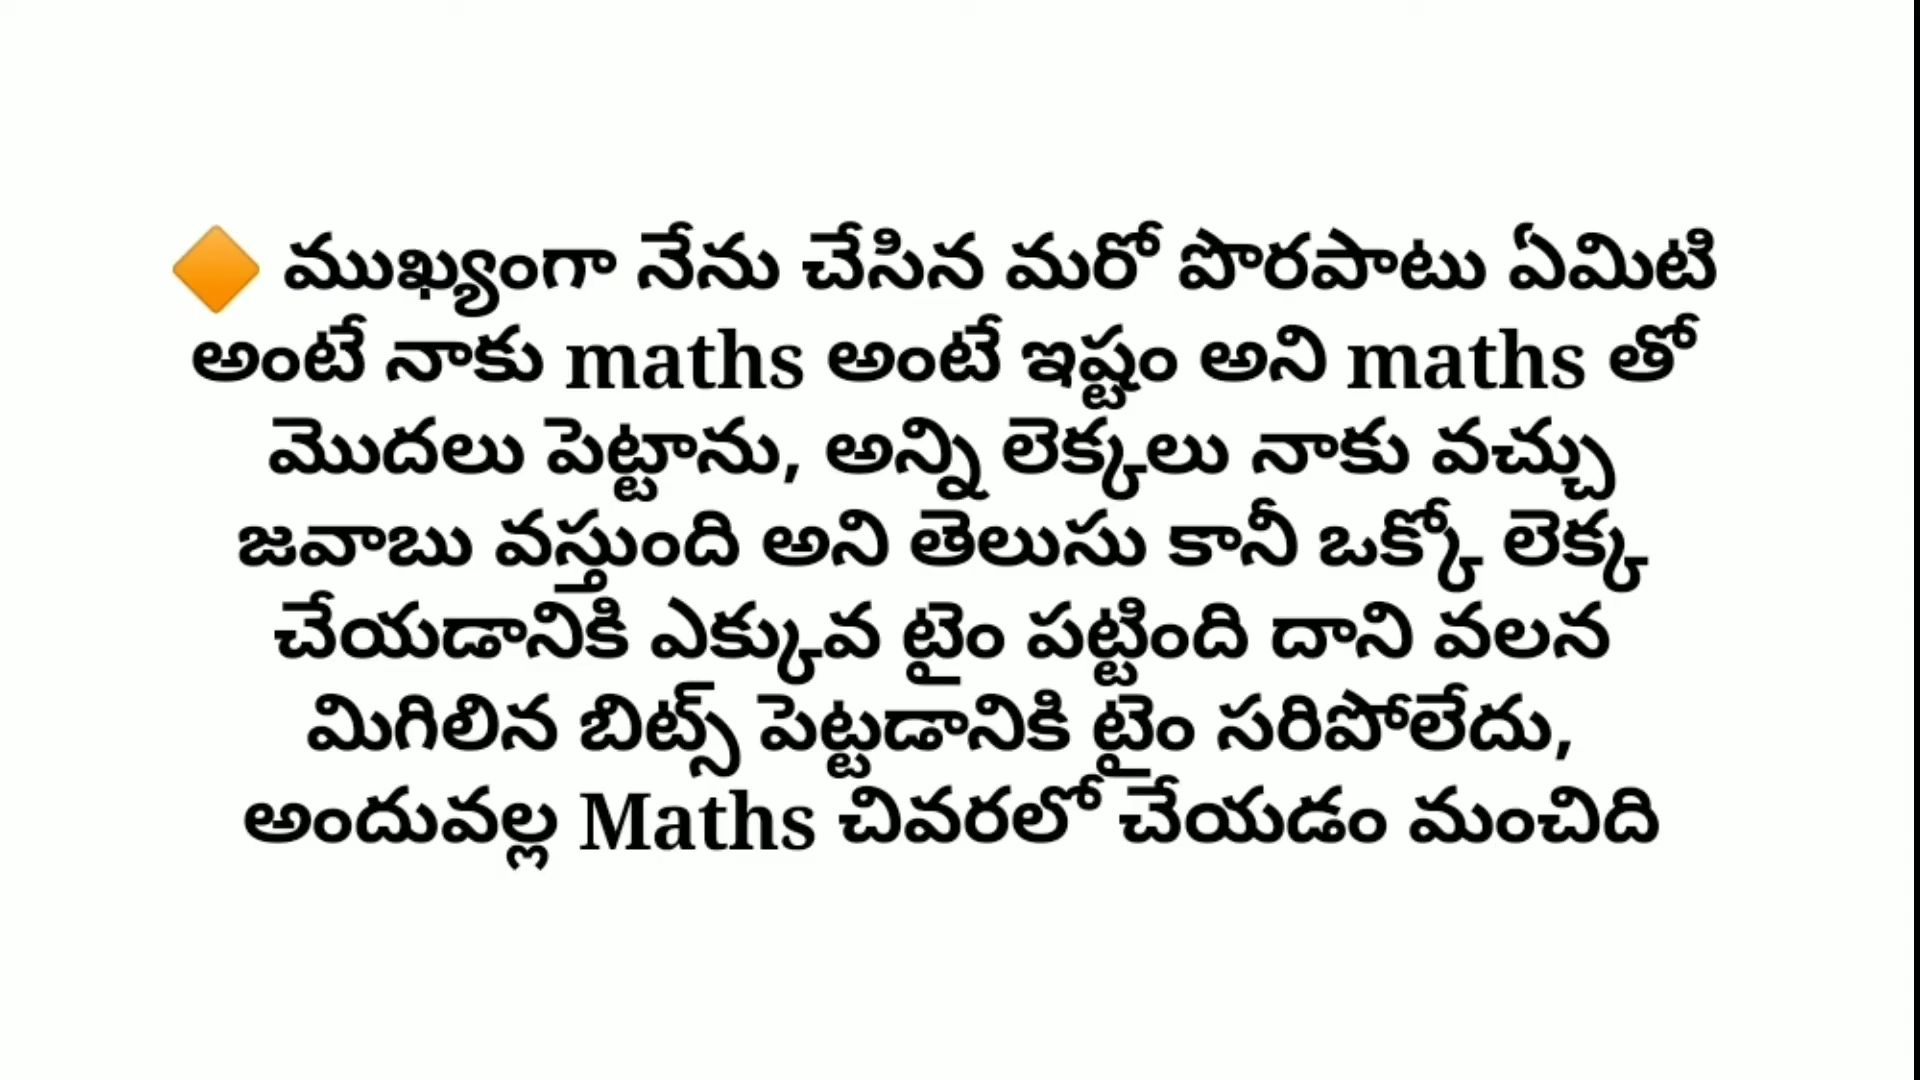 🔶 ముఖ్యంగా నేను చేసిన మరో పొరపాటు ఏమిటి
అంటే నాకు maths అంటే ఇష్టం అని maths తో
మొదలు పెట్టాను, అన్ని లెక్కలు నాకు వచ్చు
జవాబు వస్తుంది అని తెలుసు కానీ ఒక్కో లెక్క
చేయడానికి ఎక్కువ టైం పట్టింది దాని వలన
మిగిలిన బిట్స్ పెట్టడానికి టైం సరిపోలేదు,
అందువల్ల Maths చివరలో చేయడం మంచిది